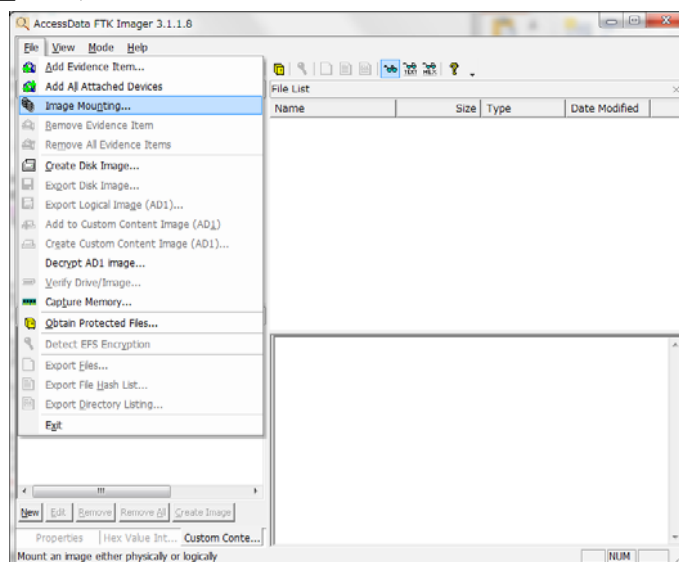 AccessData FTK Imager 3.1.1.8
File View Mode Help
Add Evidence Item...
Add All Attached Devices
Image Mounting...
Remove Evidence Item
Remove All Evidence Items
Create Disk Image...
Export Disk Image...
Export Logical Image (AD1)...
Add to Custom Content Image (AD1)
Create Custom Content Image (AD1)...
Decrypt AD1 image...
Verify Drive/Image...
Capture Memory...
Obtain Protected Files...
Detect EFS Encryption
Export Files...
Export File Hash List...
Export Directory Listing...
Exit
File List
Name Size Type Date Modified
New Edit Remove Remove All Create Image
Properties Hex Value Int... Custom Conte...
Mount an image either physically or logically
NUM